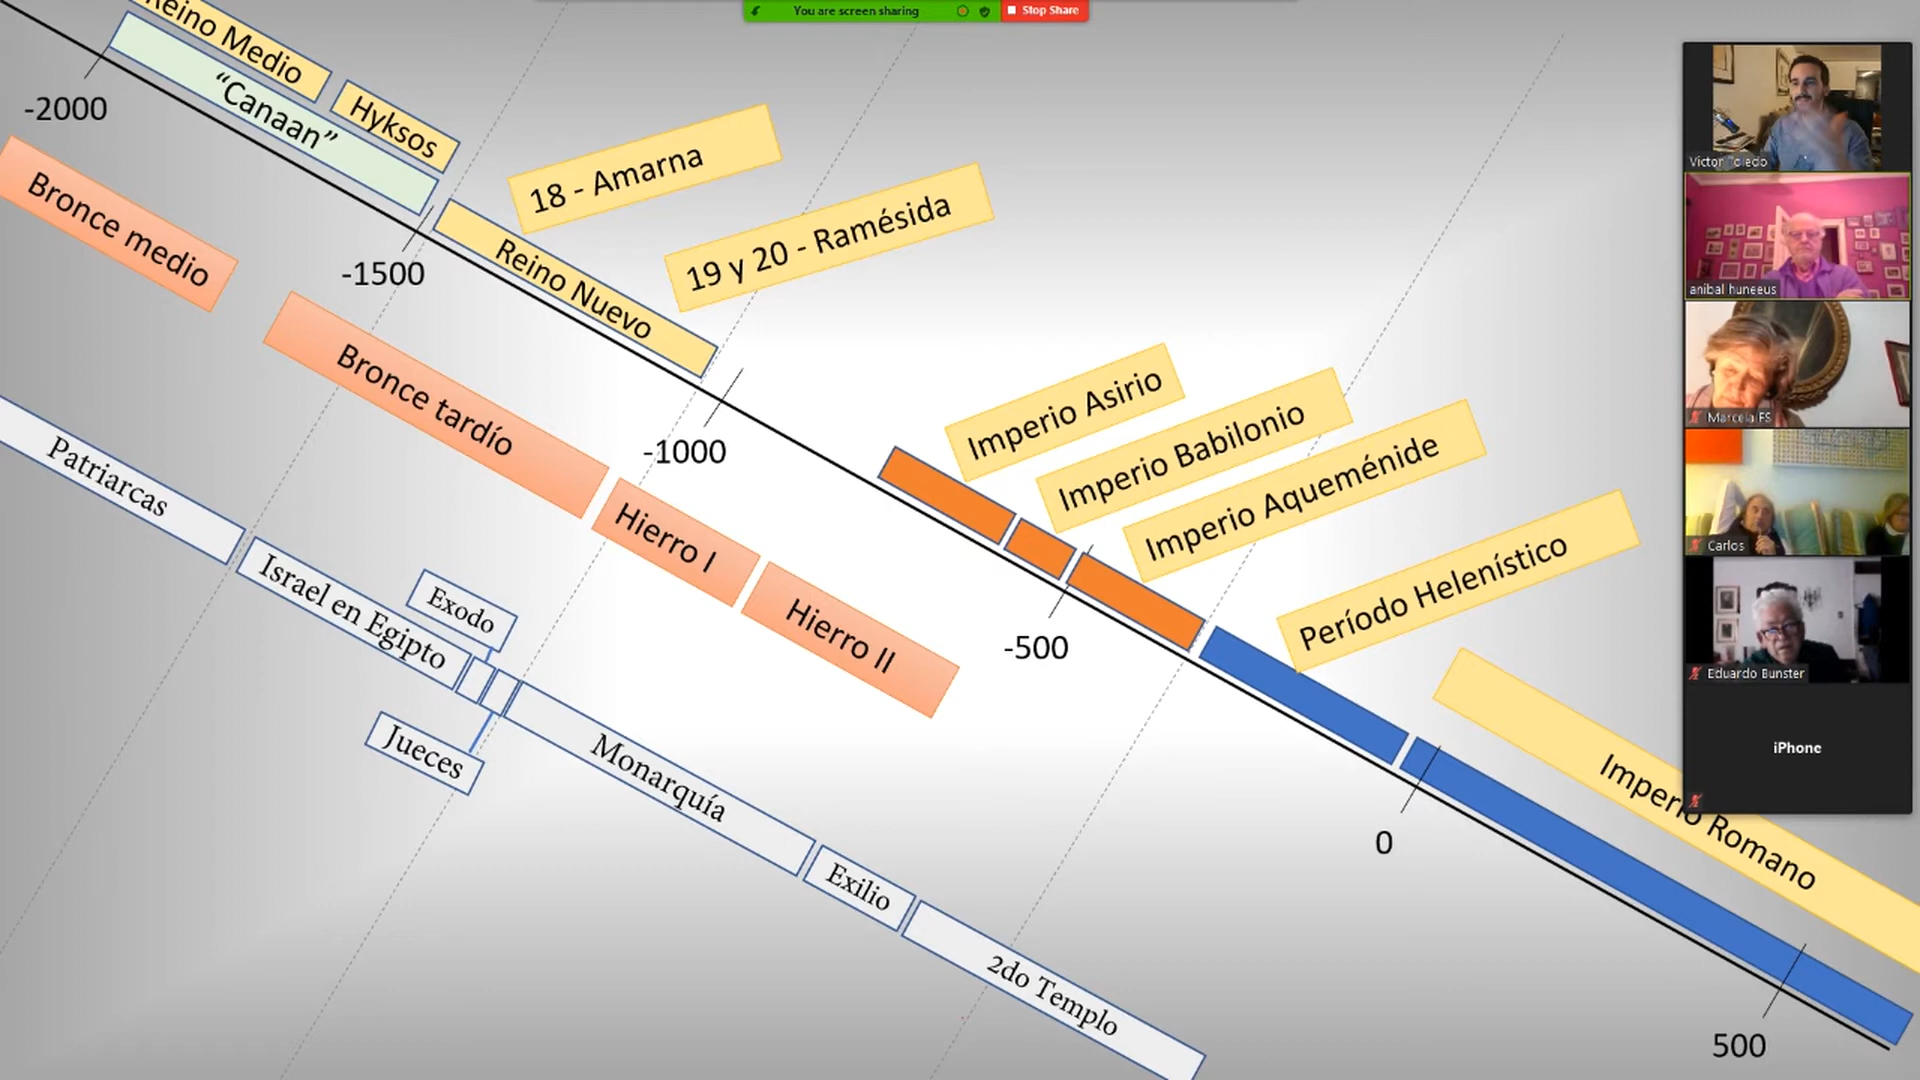 You are screen sharing
Stop Share
Reino Medio
Hyksos
"Canaan"
-2000
18 - Amarna
19 y 20 - Ramésida
Bronce medio
-1500
Reino Nuevo
Bronce tardío
-1000
Imperio Asirio
Imperio Babilonio
Imperio Aqueménide
Período Helenístico
Imperio Romano
Patriarcas
Hierro I
Hierro II
-500
0
500
Israel en Egipto
Exodo
Jueces
Monarquía
Exilio
2do Templo
Victor Toledo
anibal huneeus
Marcela FS
Carlos
Eduardo Bunster
iPhone